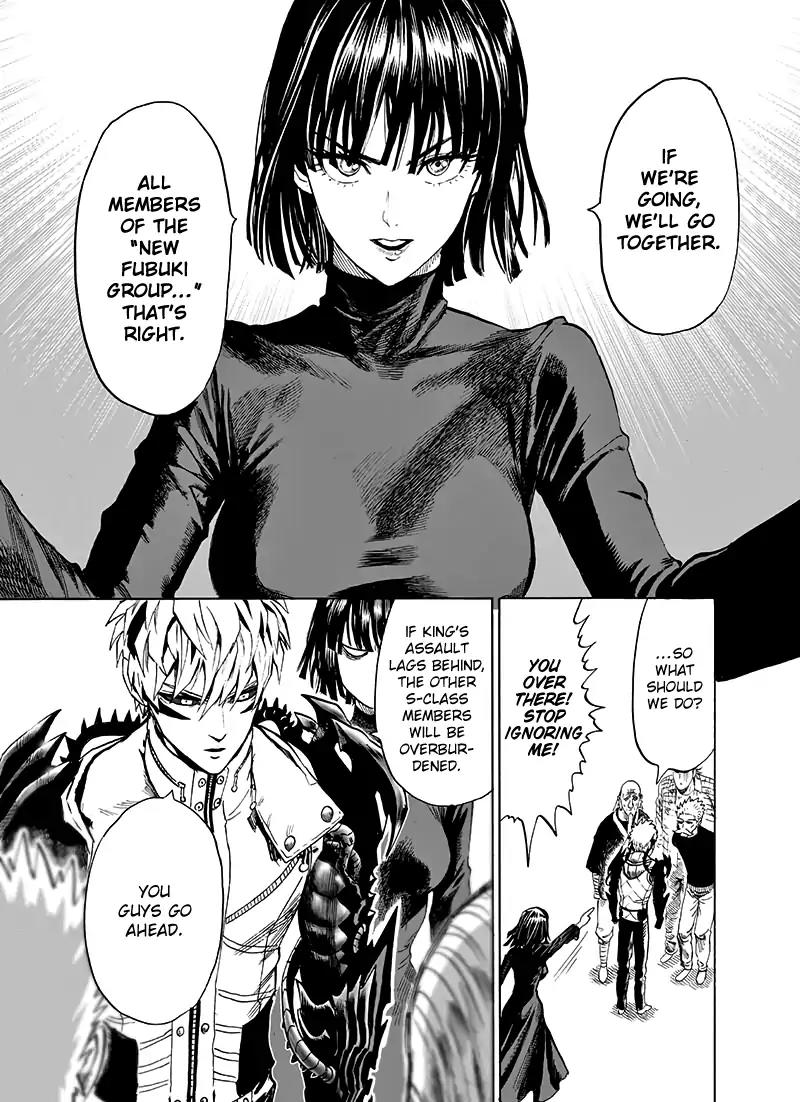 IF
WE'RE
GOING,
WE'LL GO
TOGETHER.
ALL
MEMBERS
OF THE
"NEW
FUBUKI
GROUP..."
THAT'S
RIGHT.
...SO
WHAT
SHOULD
WE DO?
YOU
OVER
THERE!
STOP
IGNORING
ME!
IF KING'S
ASSAULT
LAGS BEHIND,
THE OTHER
S-CLASS
MEMBERS
WILL BE
OVERBUR-
DENED.
YOU
GUYS GO
AHEAD.